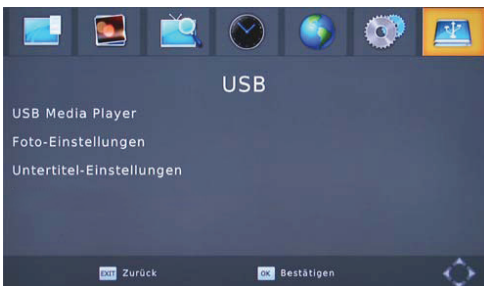 USB
USB Media Player
Foto-Einstellungen
Untertitel-Einstellungen
EXIT Zurück
OK Bestätigen